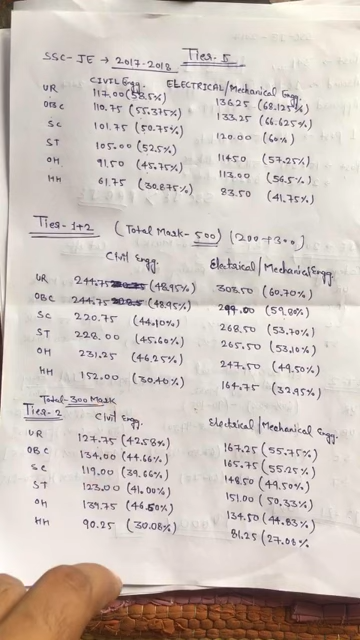 SSC-JE → 2017-2018 Tier-5
CIVIL Engg. ELECTRICAL/Mechanical Engg.
UR 117.00 (58.5%) 136.25 (68.125%)
OBC 110.75 (55.375%) 133.25 (66.625%)
SC 101.75 (50.75%) 120.00 (60%)
ST 105.00 (52.5%) 114.50 (57.25%)
OH 91.50 (45.75%) 113.00 (56.5%)
HH 61.75 (30.875%) 83.50 (41.75%)
Tier-1+2 (Total Mark-500) (200+300)
Civil Engg. Electrical/Mechanical Engg.
UR 244.75 (48.95%) 303.50 (60.70%)
OBC 244.75 (48.95%) 299.00 (59.80%)
SC 220.75 (44.10%) 268.50 (53.70%)
ST 228.00 (45.60%) 265.50 (53.10%)
OH 231.25 (46.25%) 247.50 (49.50%)
HH 152.00 (30.40%) 164.75 (32.95%)
Total-300 Mark
Tier-2 Civil Engg. Electrical/Mechanical Engg.
UR 127.75 (42.58%) 167.25 (55.75%)
OBC 134.00 (44.66%) 165.75 (55.25%)
SC 119.00 (39.66%) 148.50 (49.50%)
ST 123.00 (41.00%) 151.00 (50.33%)
OH 139.75 (46.50%) 134.50 (44.83%)
HH 90.25 (30.08%) 81.25 (27.08%